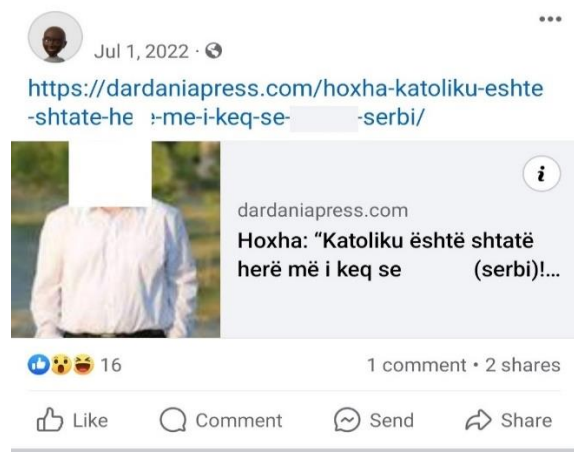 Jul 1, 2022 ·
https://dardaniapress.com/hoxha-katoliku-eshte
-shtate-he e-me-i-keq-se- -serbi/
dardaniapress.com
Hoxha: “Katoliku është shtatë
herë më i keq se (serbi)!...
16
1 comment • 2 shares
Like Comment Send Share